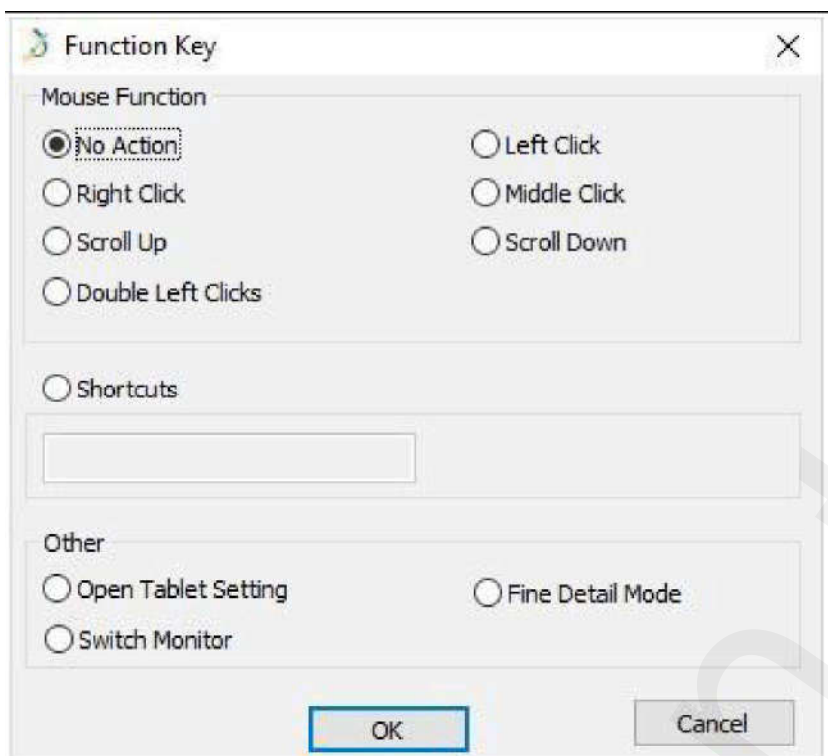 Function Key
Mouse Function
No Action
Left Click
Right Click
Middle Click
Scroll Up
Scroll Down
Double Left Clicks
Shortcuts
Other
Open Tablet Setting
Fine Detail Mode
Switch Monitor
OK
Cancel